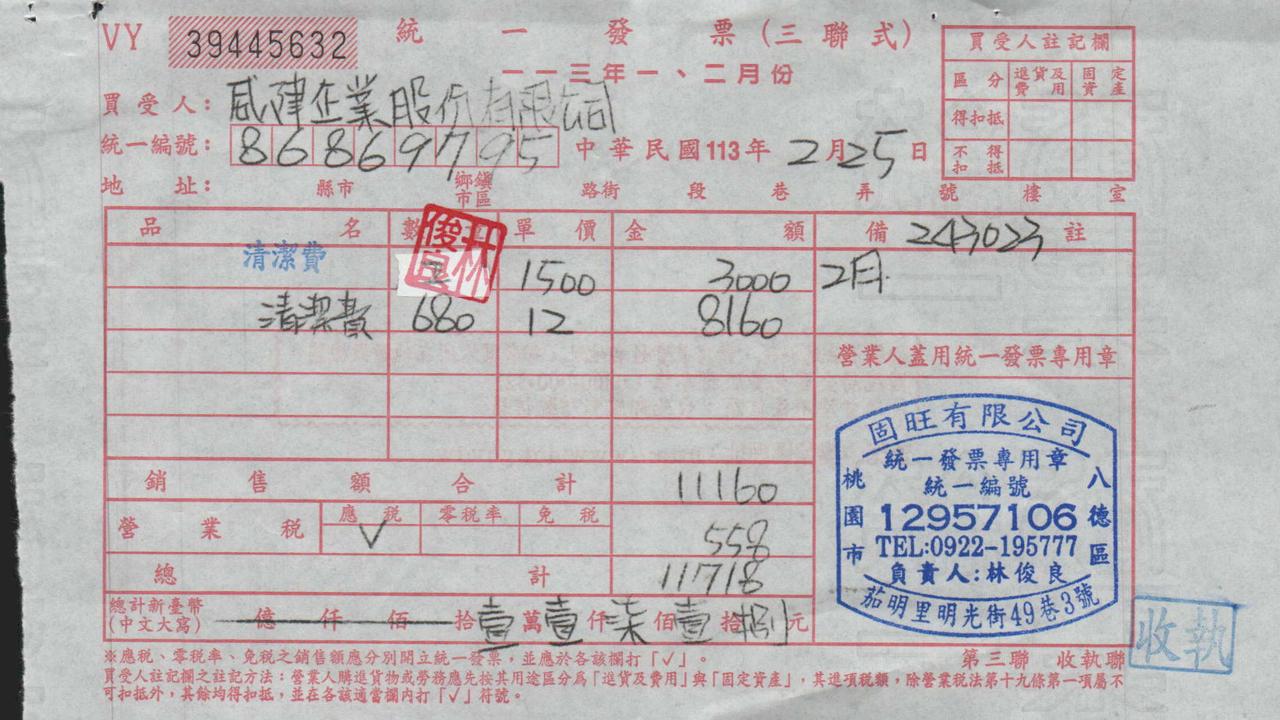 VY 39445632 統一發票(三聯式)
一一三年一、二月份
買受人註記欄
區分 進貨及費用 固定資產
得扣抵
不得扣抵
買受人: 企業股份有限公司
統一編號: 86869795 中華民國113年2月25日
地址: 縣市 鄉鎮市區 路街 段 巷 弄 號 樓 室
品名 數 單價 金額 備註 243023
清潔費 1500 3000 2月
清潔費 680 12 8160
營業人蓋用統一發票專用章
銷售額合計 11160
營業稅 應稅 √ 零稅率 免稅 558
總計 11718
總計新臺幣(中文大寫) 億 仟 佰 拾壹萬壹仟柒佰壹拾捌元
固旺有限公司
統一發票專用章
統一編號
12957106
TEL:0922-195777
負責人:林俊良
桃園市 八德區
茄明里明光街49巷3號
※應稅、零稅率、免稅之銷售額應分別開立統一發票,並應於各該欄打「√」。
第三聯 收執聯
收執
買受人註記欄之註記方法:營業人購進貨物或勞務應先按其用途區分為「進貨及費用」與「固定資產」,其進項稅額,除營業稅法第十九條第一項屬不
可扣抵外,其餘均得扣抵,並在各該適當欄內打「√」符號。